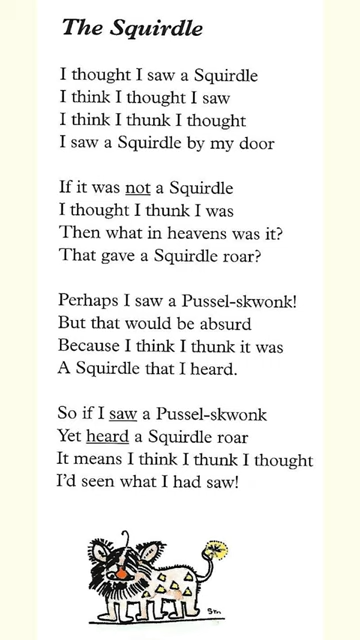 The Squirdle
I thought I saw a Squirdle
I think I thought I saw
I think I thunk I thought
I saw a Squirdle by my door
If it was not a Squirdle
I thought I thunk I was
Then what in heavens was it?
That gave a Squirdle roar?
Perhaps I saw a Pussel-skwonk!
But that would be absurd
Because I think I thunk it was
A Squirdle that I heard.
So if I saw a Pussel-skwonk
Yet heard a Squirdle roar
It means I think I thunk I thought
I'd seen what I had saw!
Sm.